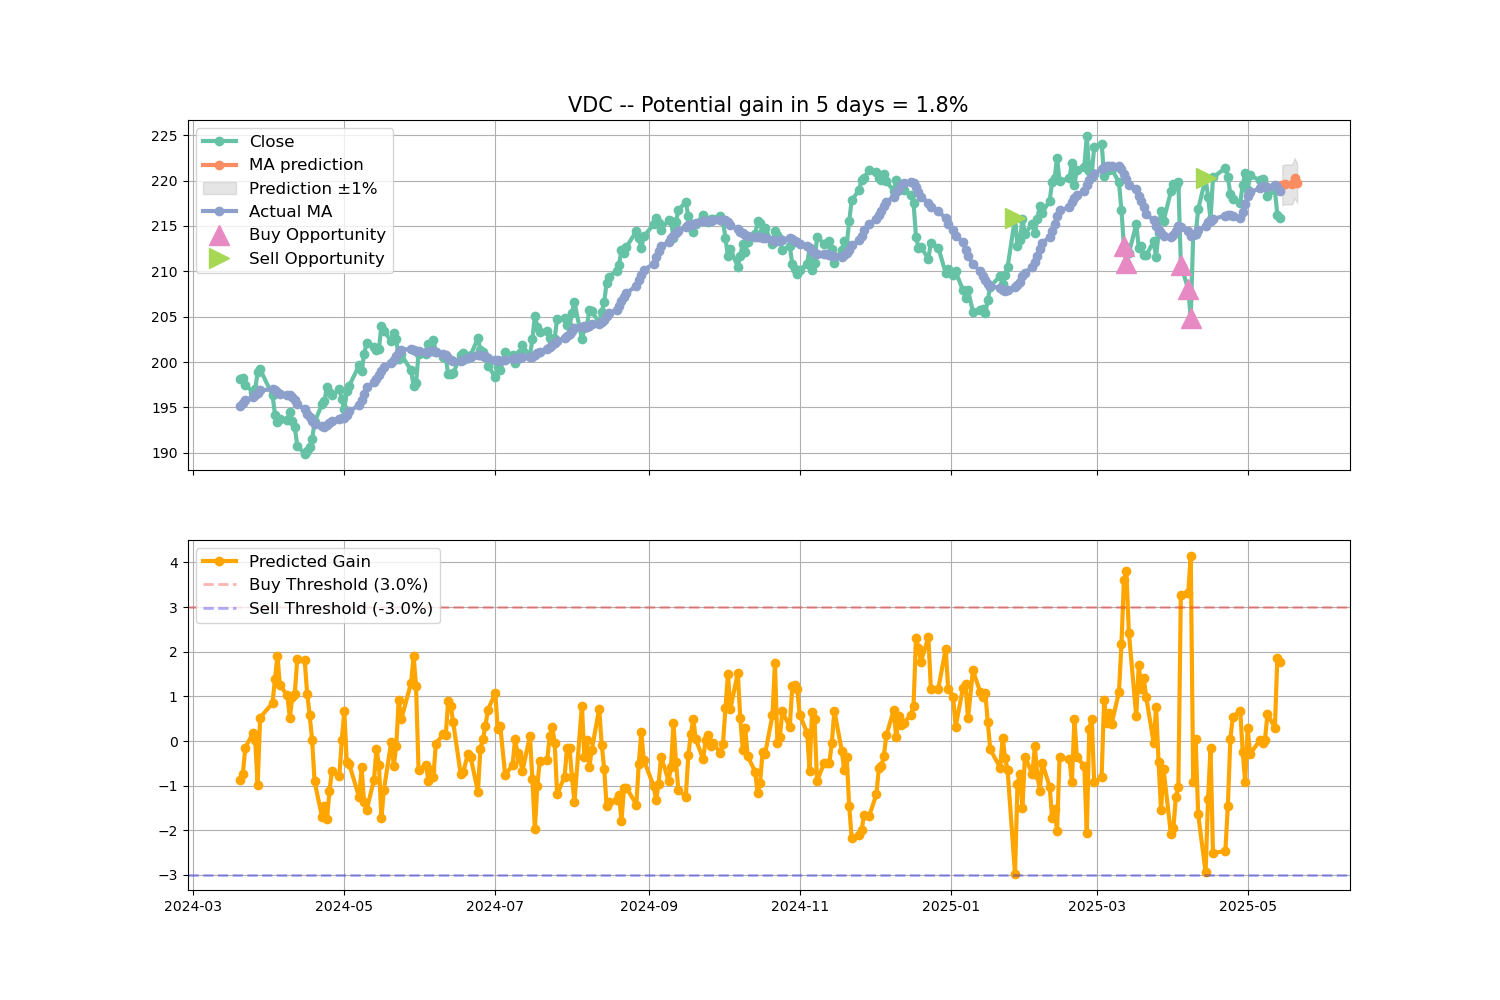 VDC -- Potential gain in 5 days = 1.8%
225
220
215
210
205
200
195
190
Close
MA prediction
Prediction ±1%
Actual MA
Buy Opportunity
Sell Opportunity
4
3
2
1
0
−1
−2
−3
Predicted Gain
Buy Threshold (3.0%)
Sell Threshold (-3.0%)
2024-03
2024-05
2024-07
2024-09
2024-11
2025-01
2025-03
2025-05